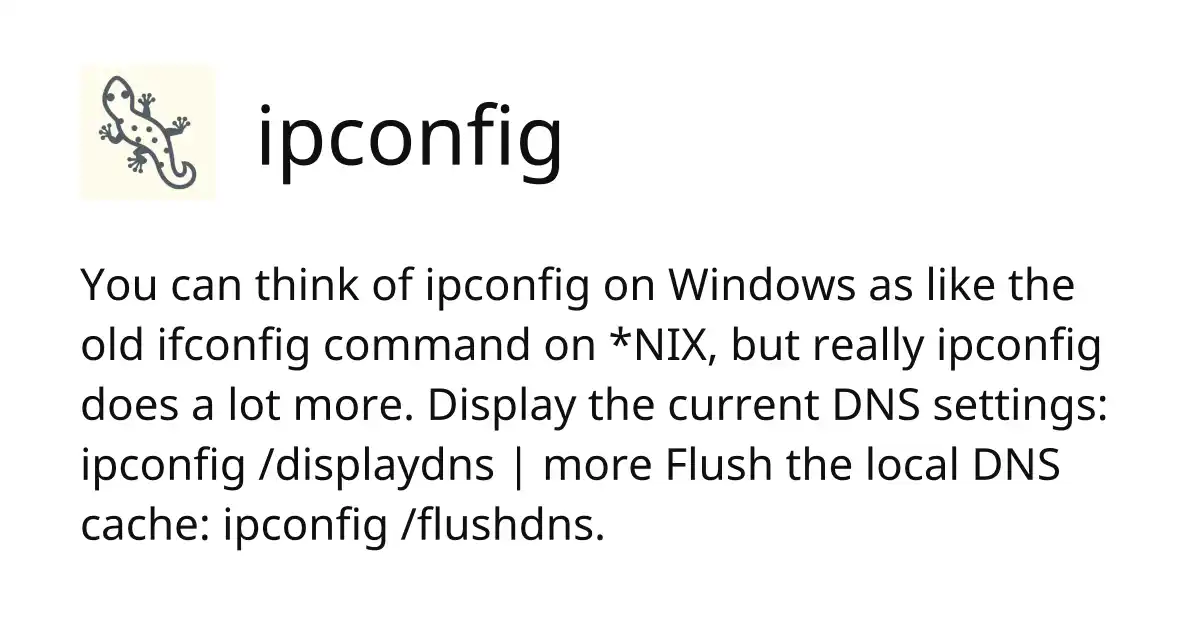 ipconfig
You can think of ipconfig on Windows as like the
old ifconfig command on *NIX, but really ipconfig
does a lot more. Display the current DNS settings:
ipconfig /displaydns | more Flush the local DNS
cache: ipconfig /flushdns.